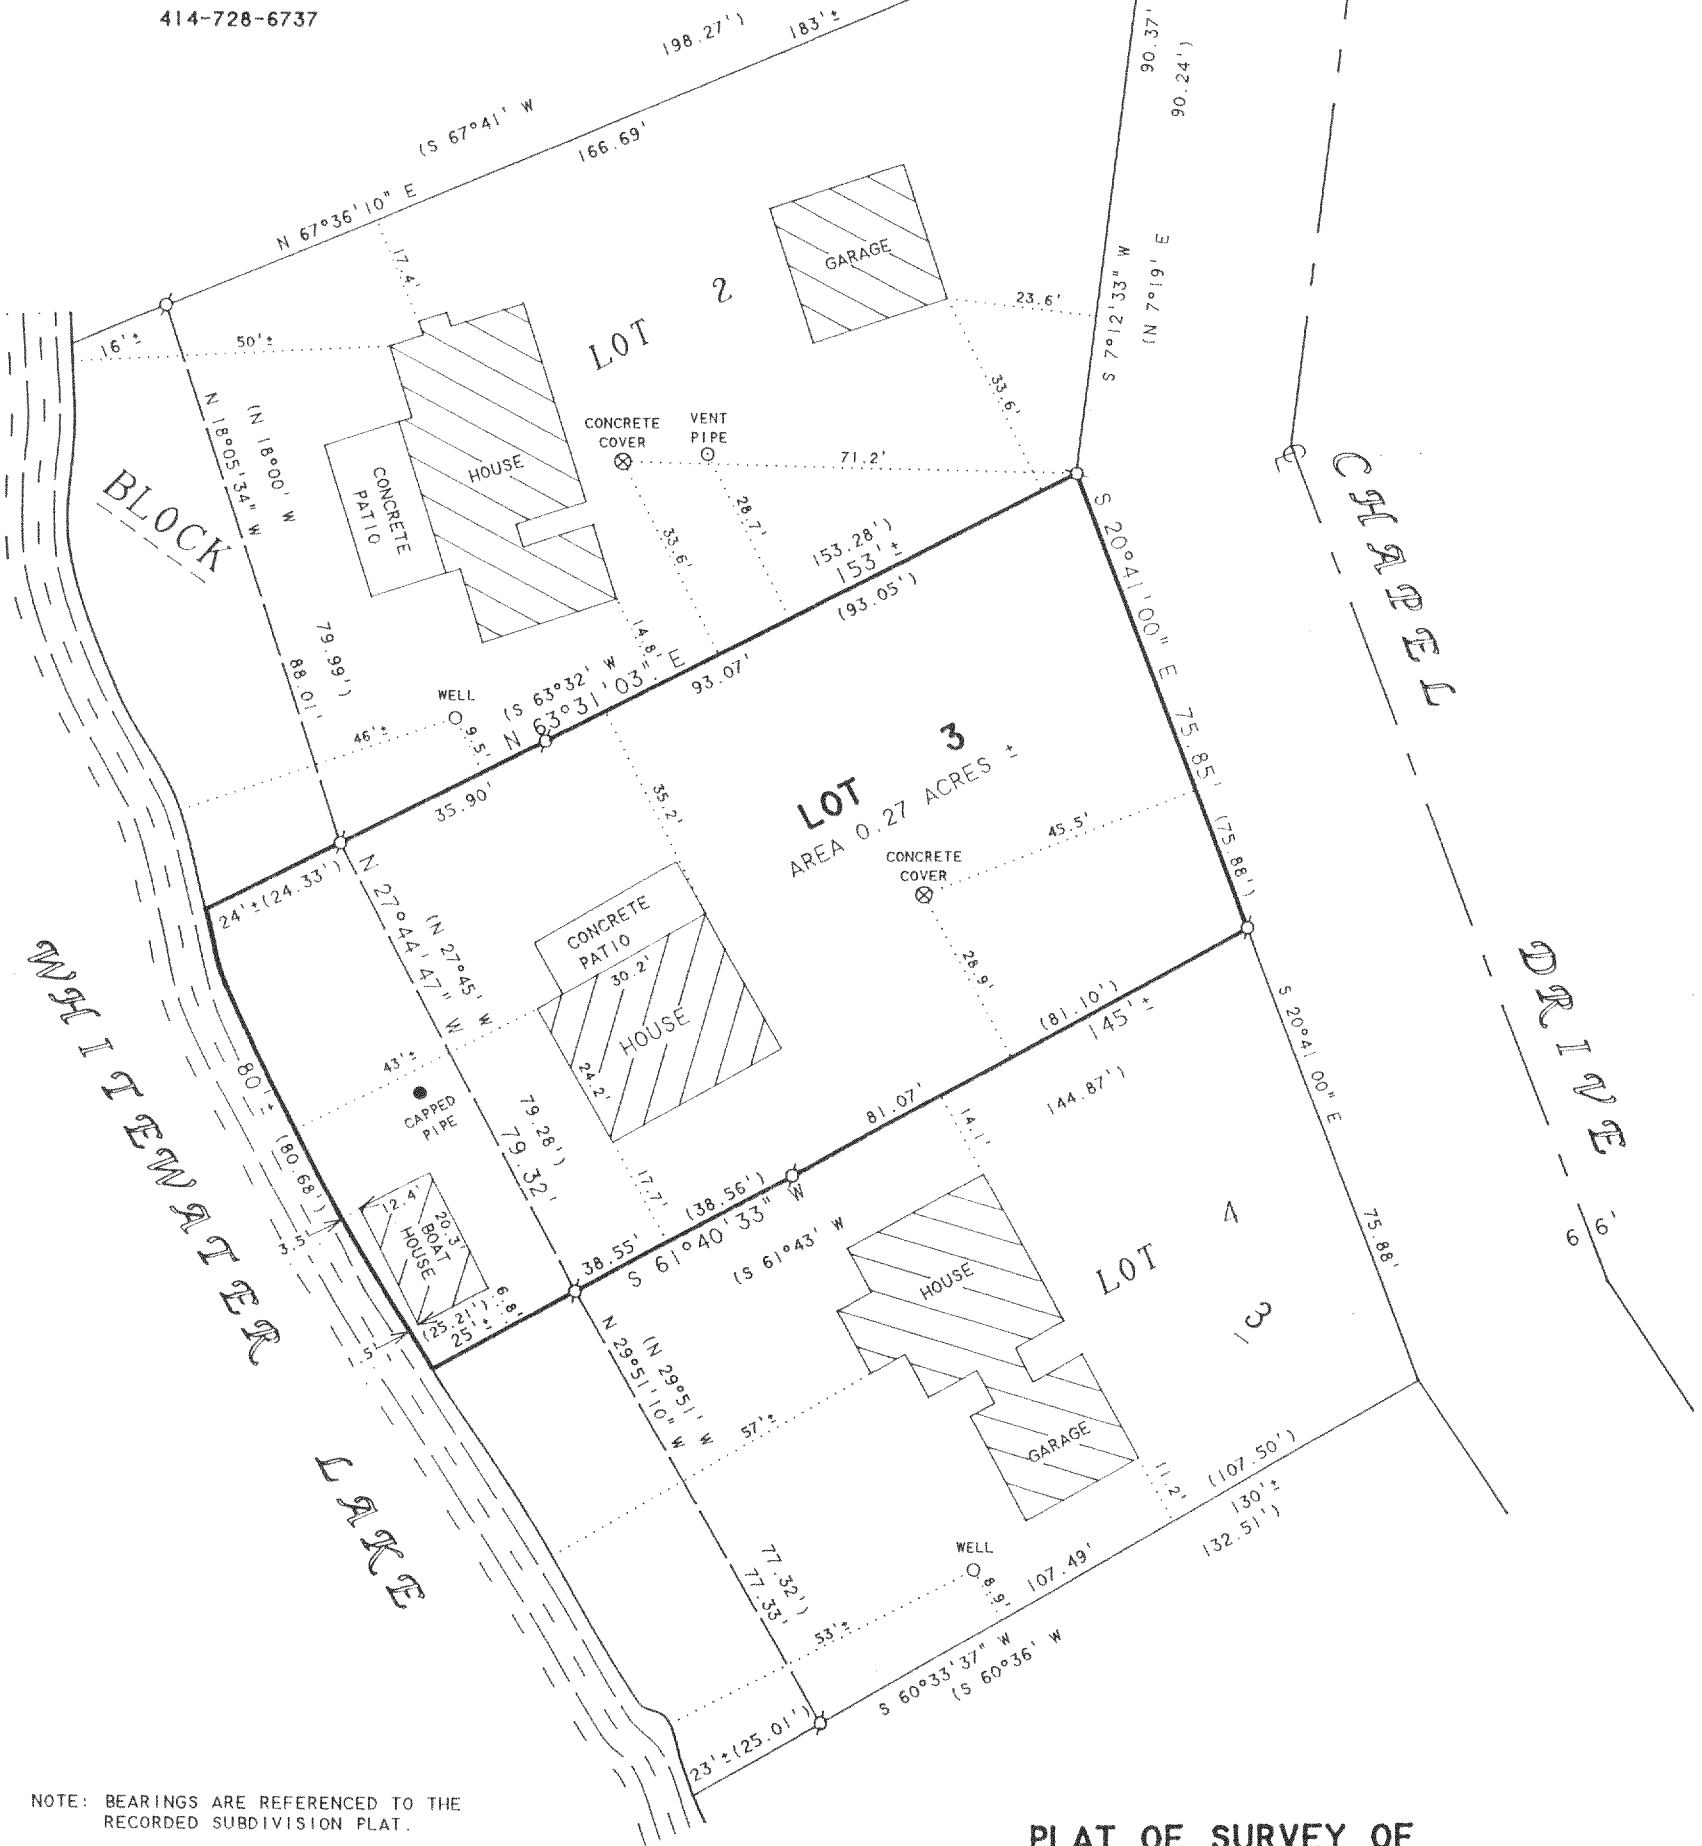 414-728-6737
198.27')
183'±
90.37'
90.24')
(S 67°41' W
166.69'
N 67°36'10" E
17.4'
GARAGE
2
LOT
23.6'
S 7°12'33" W
(N 7°19' E
16'±
50'±
33.6'
N 18°05'34" W
(N 18°00' W
CONCRETE
COVER
VENT
PIPE
71.2'
HOUSE
CONCRETE
PATIO
BLOCK
33.6'
28.7'
153.28')
153'±
(93.05')
S 20°41'00" E
75.85'
(75.88')
CHAPEL
DRIVE
79.99')
88.01'
14.8'
WELL
9.5'
46'±
(S 63°32' W
N 63°31'03" E
93.07'
35.90'
35.2'
LOT 3
AREA 0.27 ACRES ±
45.5'
CONCRETE
COVER
24'±(24.33')
N 27°44'47" W
(N 27°45' W
CONCRETE
PATIO
30.2'
HOUSE
24.2'
28.9'
(81.10')
145'±
S 20°41'00" E
WHITEWATER
LAKE
80'±
(80.68')
43'±
CAPPED
PIPE
79.28')
79.32'
81.07'
144.87')
14.1'
17.7'
(38.56')
12.4'
20.3'
BOAT
HOUSE
3.5'
38.55'
S 61°40'33" W
(S 61°43' W
6.8'
(25.21')
25'±
.5'
HOUSE
LOT 4
13
75.88'
66'
N 29°51'10" W
(N 29°51' W
57'±
GARAGE
11.2'
(107.50')
130'±
132.51')
WELL
8.9'
107.49'
77.32')
77.33'
53'±
S 60°33'37" W
(S 60°36' W
23'±(25.01')
NOTE: BEARINGS ARE REFERENCED TO THE
RECORDED SUBDIVISION PLAT.
PLAT OF SURVEY OF